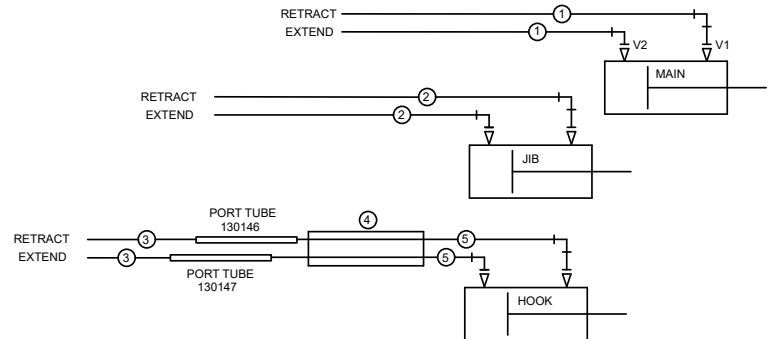 RETRACT 1
EXTEND 1
V2 V1
MAIN
RETRACT 2
EXTEND 2
JIB
PORT TUBE
130146
4
RETRACT 3 5
EXTEND 3 5
PORT TUBE
130147
HOOK